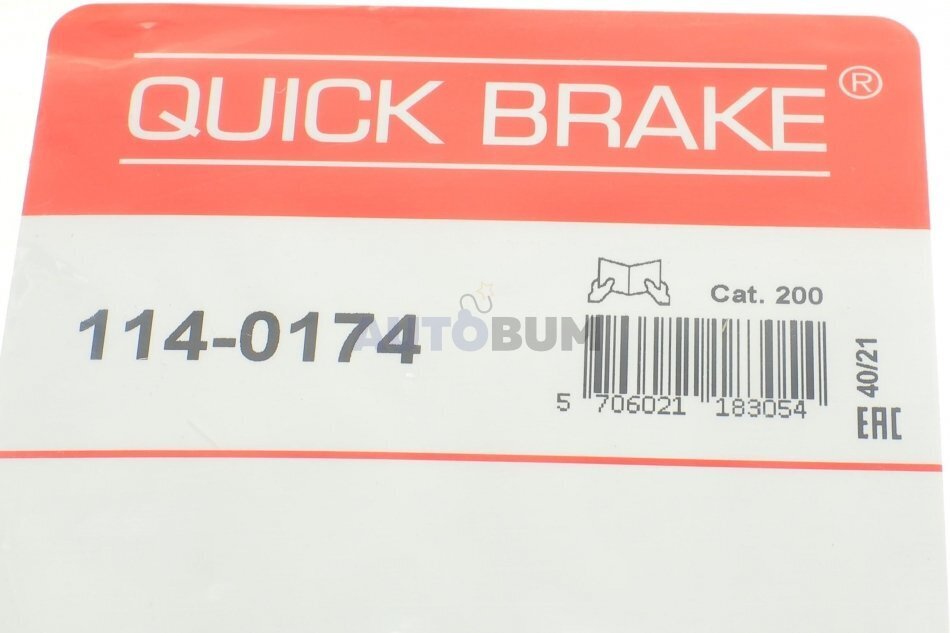 QUICK BRAKE®
Cat. 200
114-0174
AUTOBUM
5 706021 183054
40/21
EAC